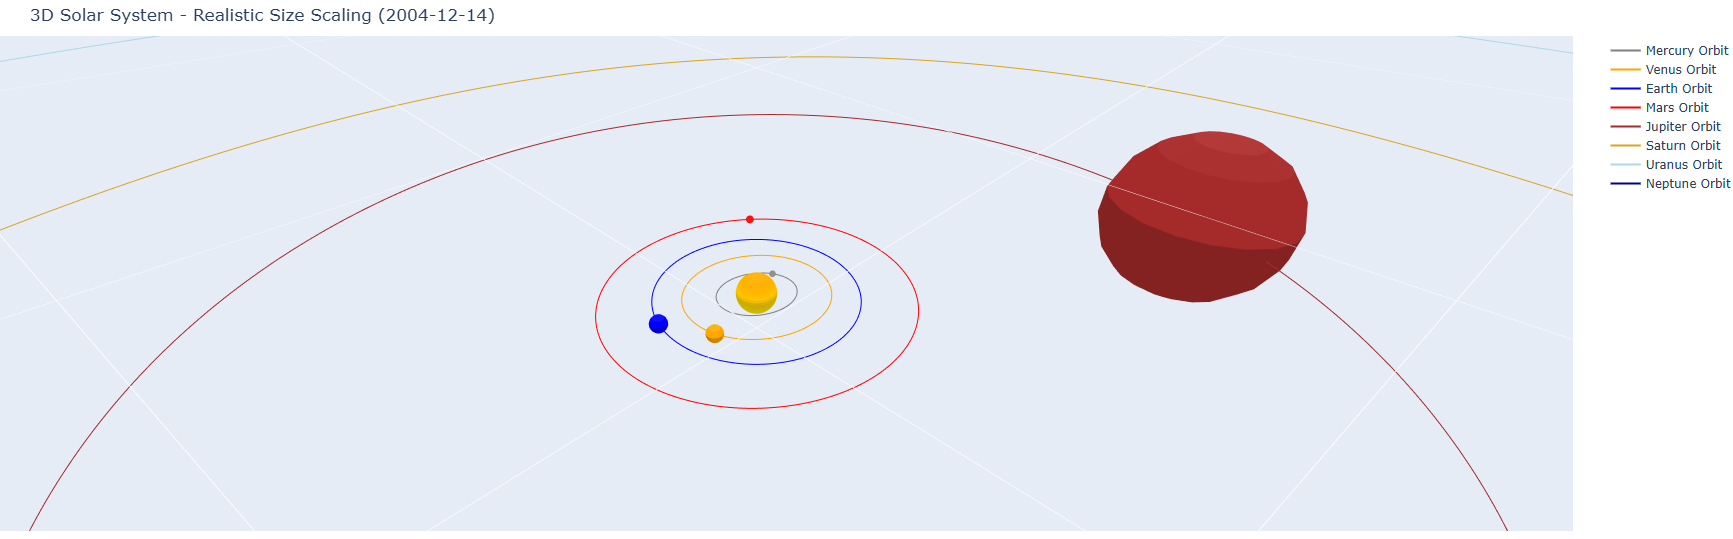 3D Solar System - Realistic Size Scaling (2004-12-14)
Mercury Orbit
Venus Orbit
Earth Orbit
Mars Orbit
Jupiter Orbit
Saturn Orbit
Uranus Orbit
Neptune Orbit